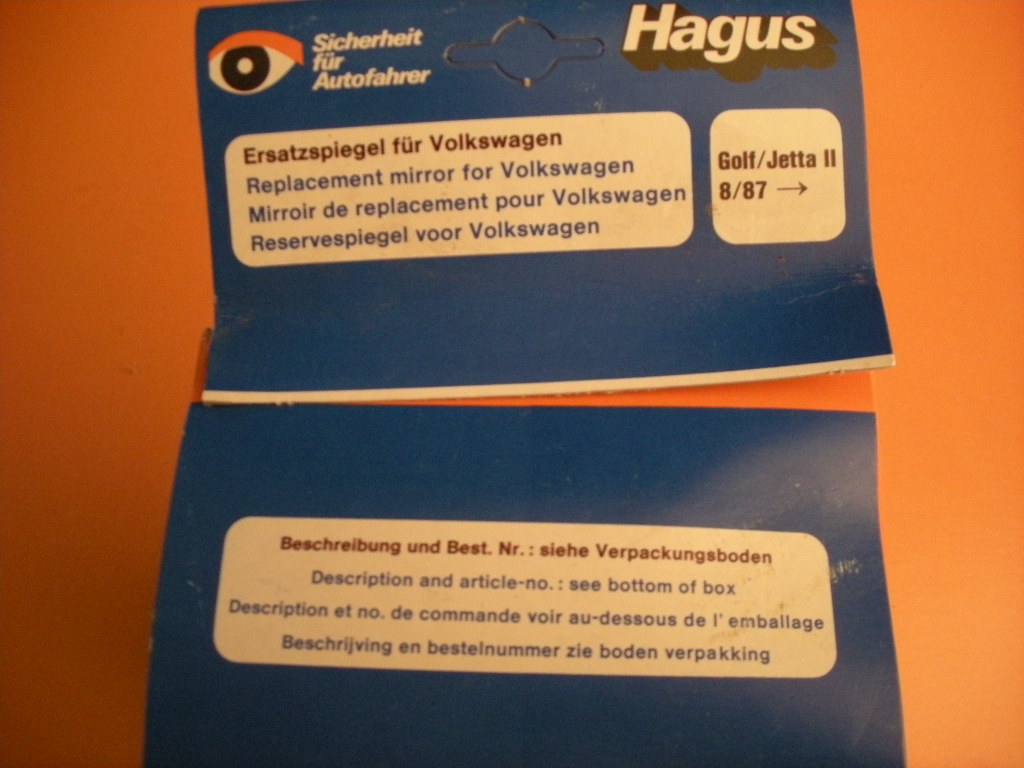 Sicherheit
für
Autofahrer
Hagus
Ersatzspiegel für Volkswagen
Replacement mirror for Volkswagen
Mirroir de replacement pour Volkswagen
Reservespiegel voor Volkswagen
Golf/Jetta II
8/87 →
Beschreibung und Best. Nr.: siehe Verpackungsboden
Description and article-no.: see bottom of box
Description et no. de commande voir au-dessous de l' emballage
Beschrijving en bestelnummer zie boden verpakking